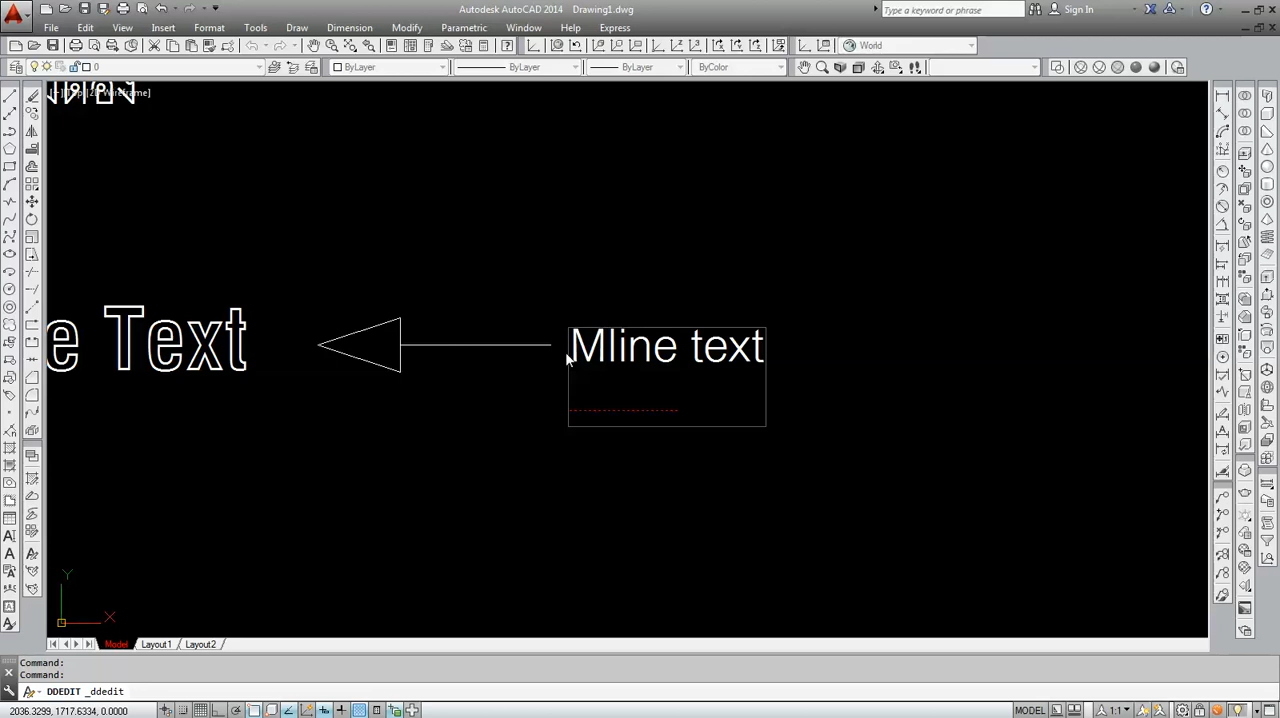 Autodesk AutoCAD 2014 Drawing1.dwg
Type a keyword or phrase
Sign In
File Edit View Insert Format Tools Draw Dimension Modify Parametric Window Help Express
World
0
ByLayer
ByLayer
ByLayer
ByColor
e Text
Mline text
Y
X
Model Layout1 Layout2
Command:
Command:
DDEDIT _ddedit
2036.3299, 1717.6334, 0.0000
MODEL
1:1